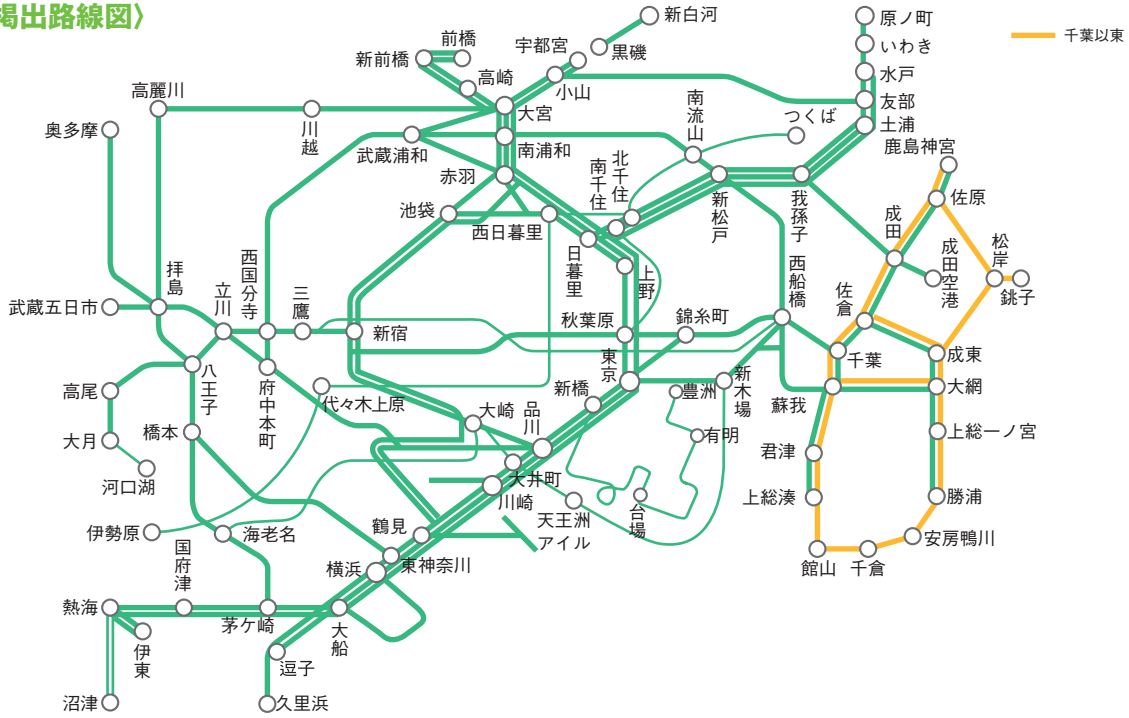 掲出路線図〉
新白河
黒磯
原ノ町
いわき
水戸
友部
土浦
千葉以東
前橋
新前橋
高崎
宇都宮
小山
高麗川
川越
大宮
奥多摩
武蔵浦和
南浦和
南流山
つくば
鹿島神宮
赤羽
南千住
北千住
新松戸
我孫子
佐原
池袋
西日暮里
日暮里
上野
西船橋
成田
成田空港
松岸
銚子
拝島
立川
西国分寺
三鷹
武蔵五日市
新宿
秋葉原
錦糸町
佐倉
千葉
成東
東京
新木場
蘇我
大網
八王子
府中本町
代々木上原
高尾
新橋
豊洲
有明
大崎
品川
橋本
大月
河口湖
君津
上総一ノ宮
大井町
川崎
天王洲
アイル
台場
上総湊
勝浦
伊勢原
海老名
鶴見
東神奈川
横浜
安房鴨川
館山
千倉
国府津
熱海
茅ケ崎
大船
伊東
逗子
沼津
久里浜